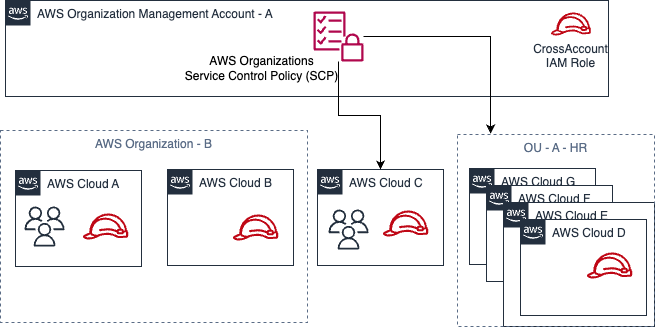 aws
AWS Organization Management Account - A
AWS Organizations
Service Control Policy (SCP)
CrossAccount
IAM Role
AWS Organization - B
OU - A - HR
aws
AWS Cloud A
aws
AWS Cloud B
aws
AWS Cloud C
aws
AWS Cloud G
aws
AWS Cloud F
aws
AWS Cloud E
aws
AWS Cloud D